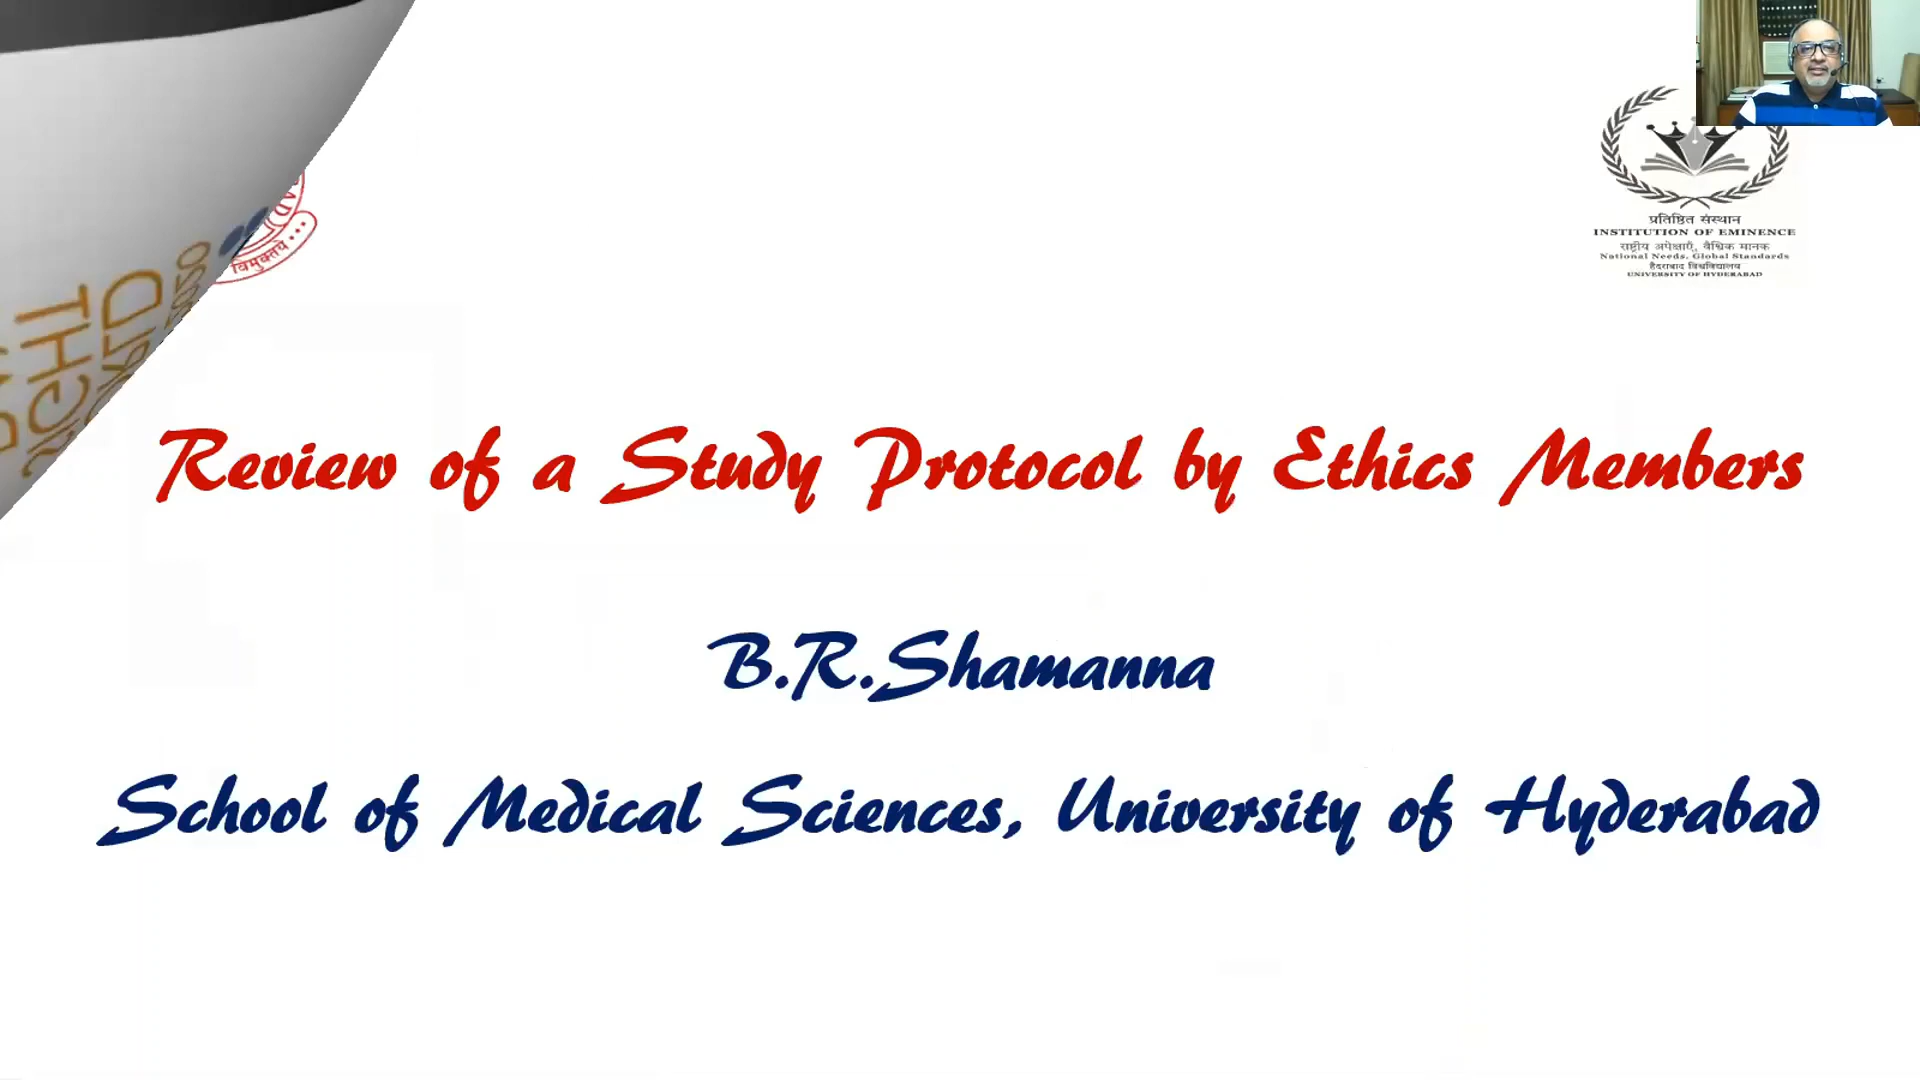 विमुक्तये
प्रतिष्ठित संस्थान
INSTITUTION OF EMINENCE
राष्ट्रीय अपेक्षाएँ, वैश्विक मानक
National Needs, Global Standards
हैदराबाद विश्वविद्यालय
UNIVERSITY OF HYDERABAD
Review of a Study Protocol by Ethics Members
B.R.Shamanna
School of Medical Sciences, University of Hyderabad